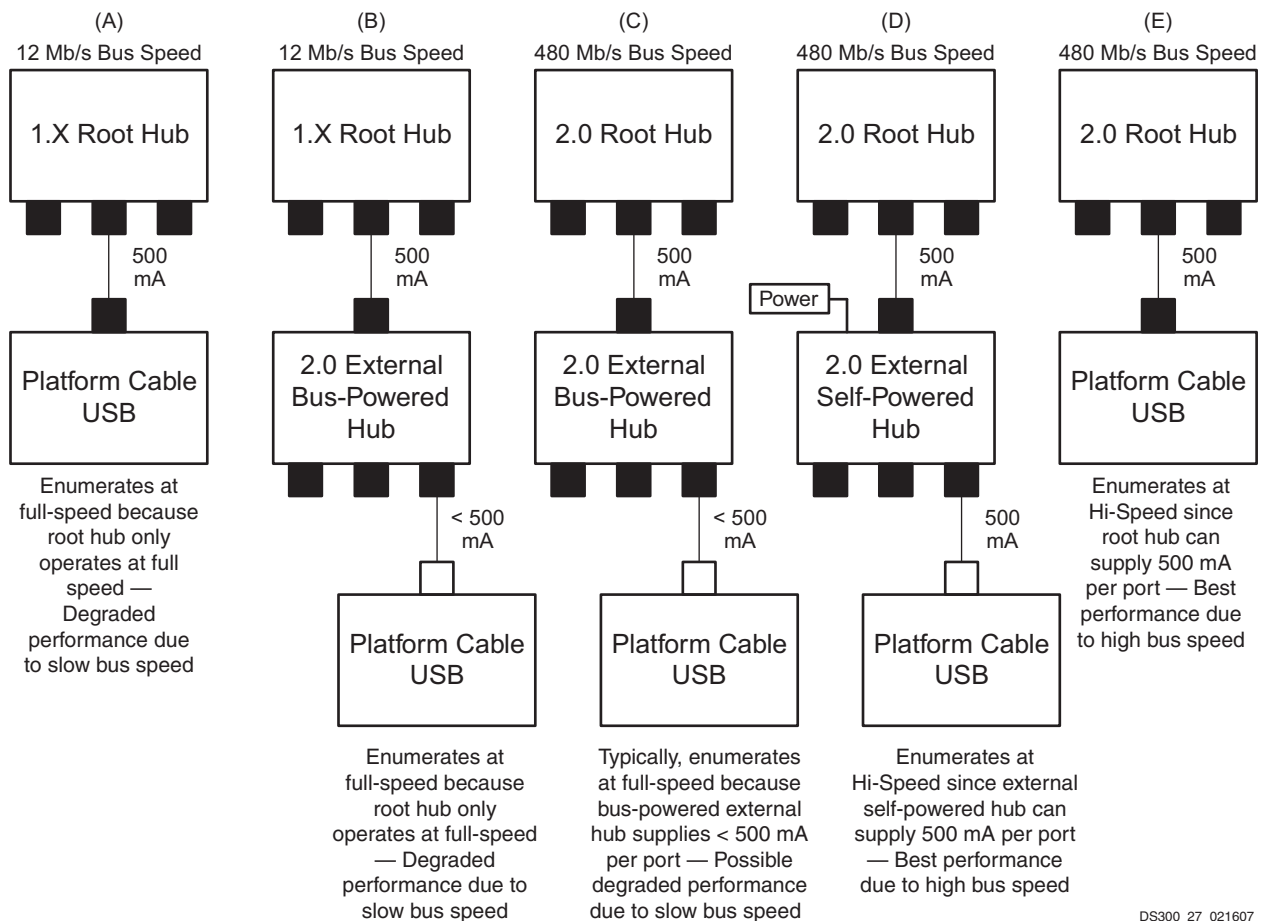 (A)
12 Mb/s Bus Speed
1.X Root Hub
500
mA
Platform Cable
USB
Enumerates at
full-speed because
root hub only
operates at full
speed —
Degraded
performance due
to slow bus speed
(B)
12 Mb/s Bus Speed
1.X Root Hub
500
mA
2.0 External
Bus-Powered
Hub
< 500
mA
Platform Cable
USB
Enumerates at
full-speed because
root hub only
operates at full-speed
— Degraded
performance due to
slow bus speed
(C)
480 Mb/s Bus Speed
2.0 Root Hub
500
mA
2.0 External
Bus-Powered
Hub
< 500
mA
Platform Cable
USB
Typically, enumerates
at full-speed because
bus-powered external
hub supplies < 500 mA
per port — Possible
degraded performance
due to slow bus speed
(D)
480 Mb/s Bus Speed
2.0 Root Hub
500
mA
Power
2.0 External
Self-Powered
Hub
500
mA
Platform Cable
USB
Enumerates at
Hi-Speed since external
self-powered hub can
supply 500 mA per port
— Best performance
due to high bus speed
(E)
480 Mb/s Bus Speed
2.0 Root Hub
500
mA
Platform Cable
USB
Enumerates at
Hi-Speed since
root hub can
supply 500 mA
per port — Best
performance due
to high bus speed
DS300_27_021607